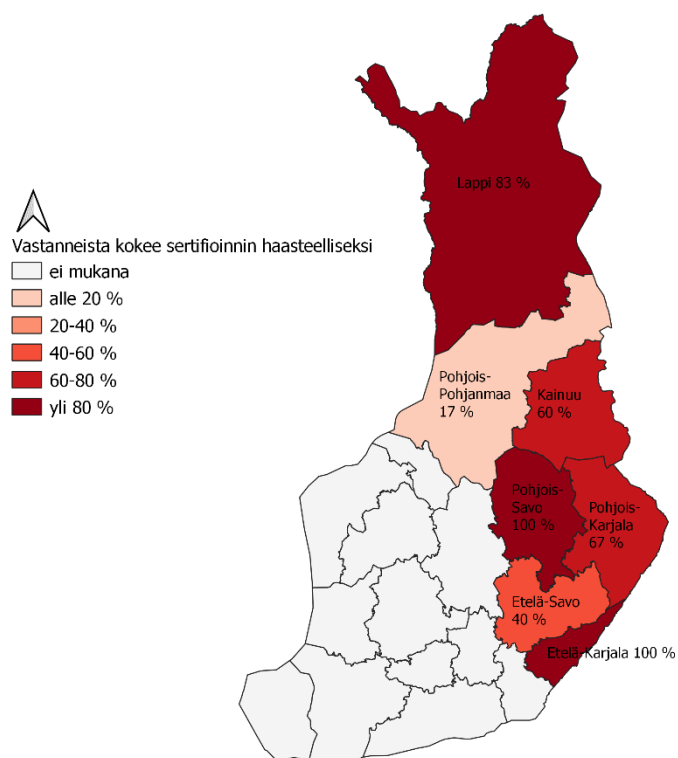 Lappi 83 %
Vastanneista kokee sertifioinnin haasteelliseksi
ei mukana
alle 20 %
20-40 %
40-60 %
60-80 %
yli 80 %
Pohjois-
Pohjanmaa
17 %
Kainuu
60 %
Pohjois-
Savo
100 %
Pohjois-
Karjala
67 %
Etelä-Savo
40 %
Etelä-Karjala 100 %